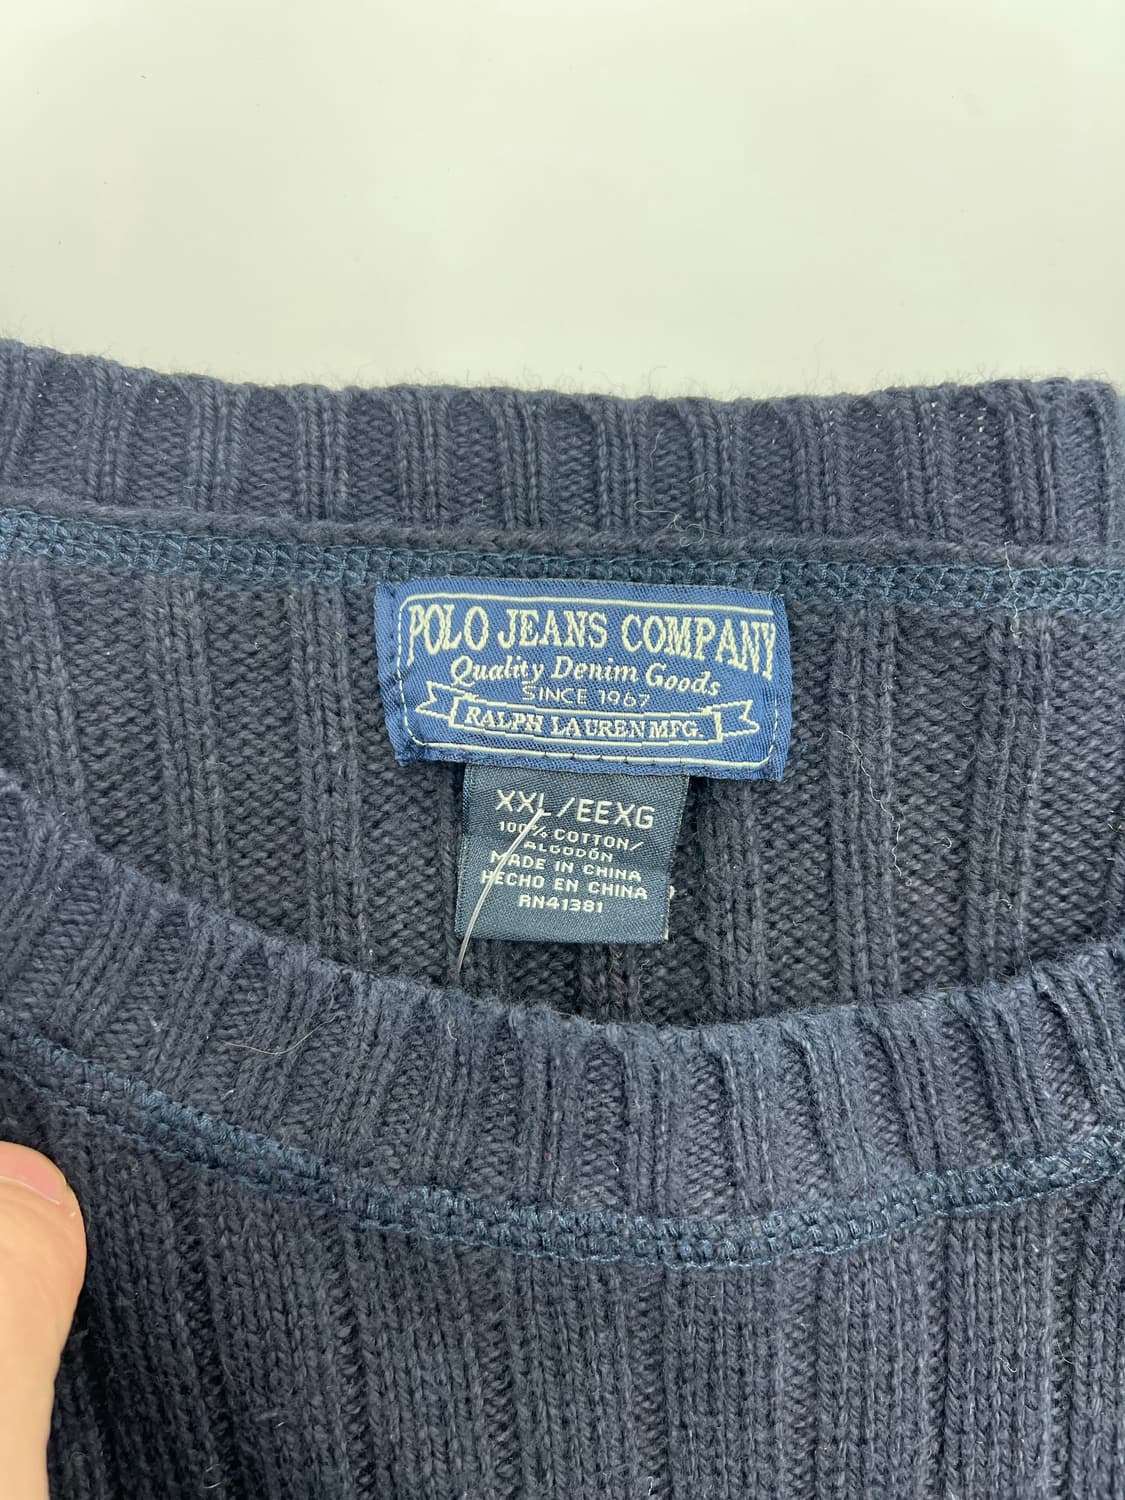 POLO JEANS COMPANY
Quality Denim Goods
SINCE 1967
RALPH LAUREN MFG.
XXL/EEXG
100% COTTON/
ALGODÓN
MADE IN CHINA
HECHO EN CHINA
RN41381